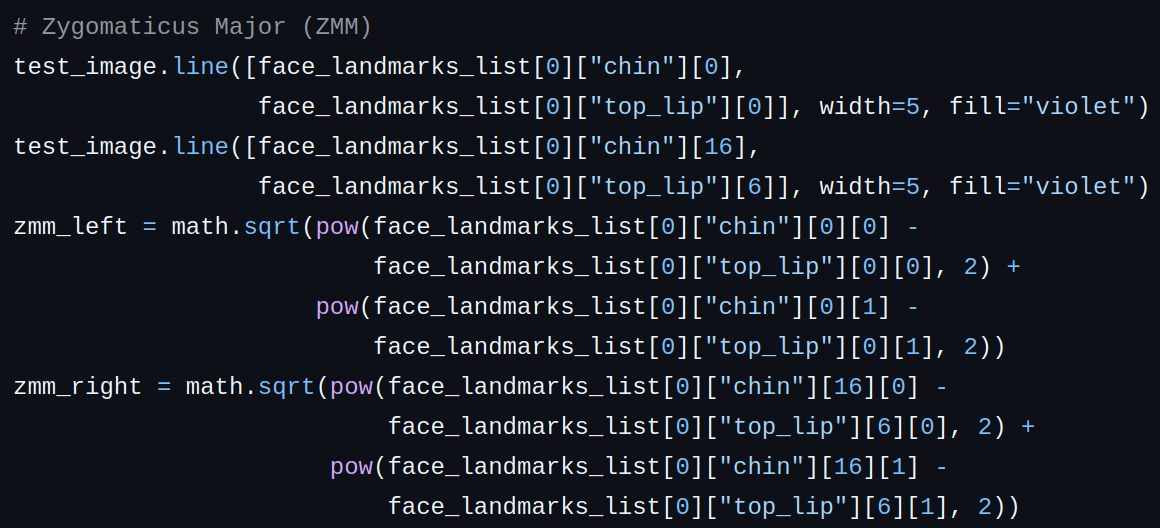 # Zygomaticus Major (ZMM)
test_image.line([face_landmarks_list[0]["chin"][0],
                 face_landmarks_list[0]["top_lip"][0]], width=5, fill="violet")
test_image.line([face_landmarks_list[0]["chin"][16],
                 face_landmarks_list[0]["top_lip"][6]], width=5, fill="violet")
zmm_left = math.sqrt(pow(face_landmarks_list[0]["chin"][0][0] -
                         face_landmarks_list[0]["top_lip"][0][0], 2) +
                     pow(face_landmarks_list[0]["chin"][0][1] -
                         face_landmarks_list[0]["top_lip"][0][1], 2))
zmm_right = math.sqrt(pow(face_landmarks_list[0]["chin"][16][0] -
                          face_landmarks_list[0]["top_lip"][6][0], 2) +
                      pow(face_landmarks_list[0]["chin"][16][1] -
                          face_landmarks_list[0]["top_lip"][6][1], 2))